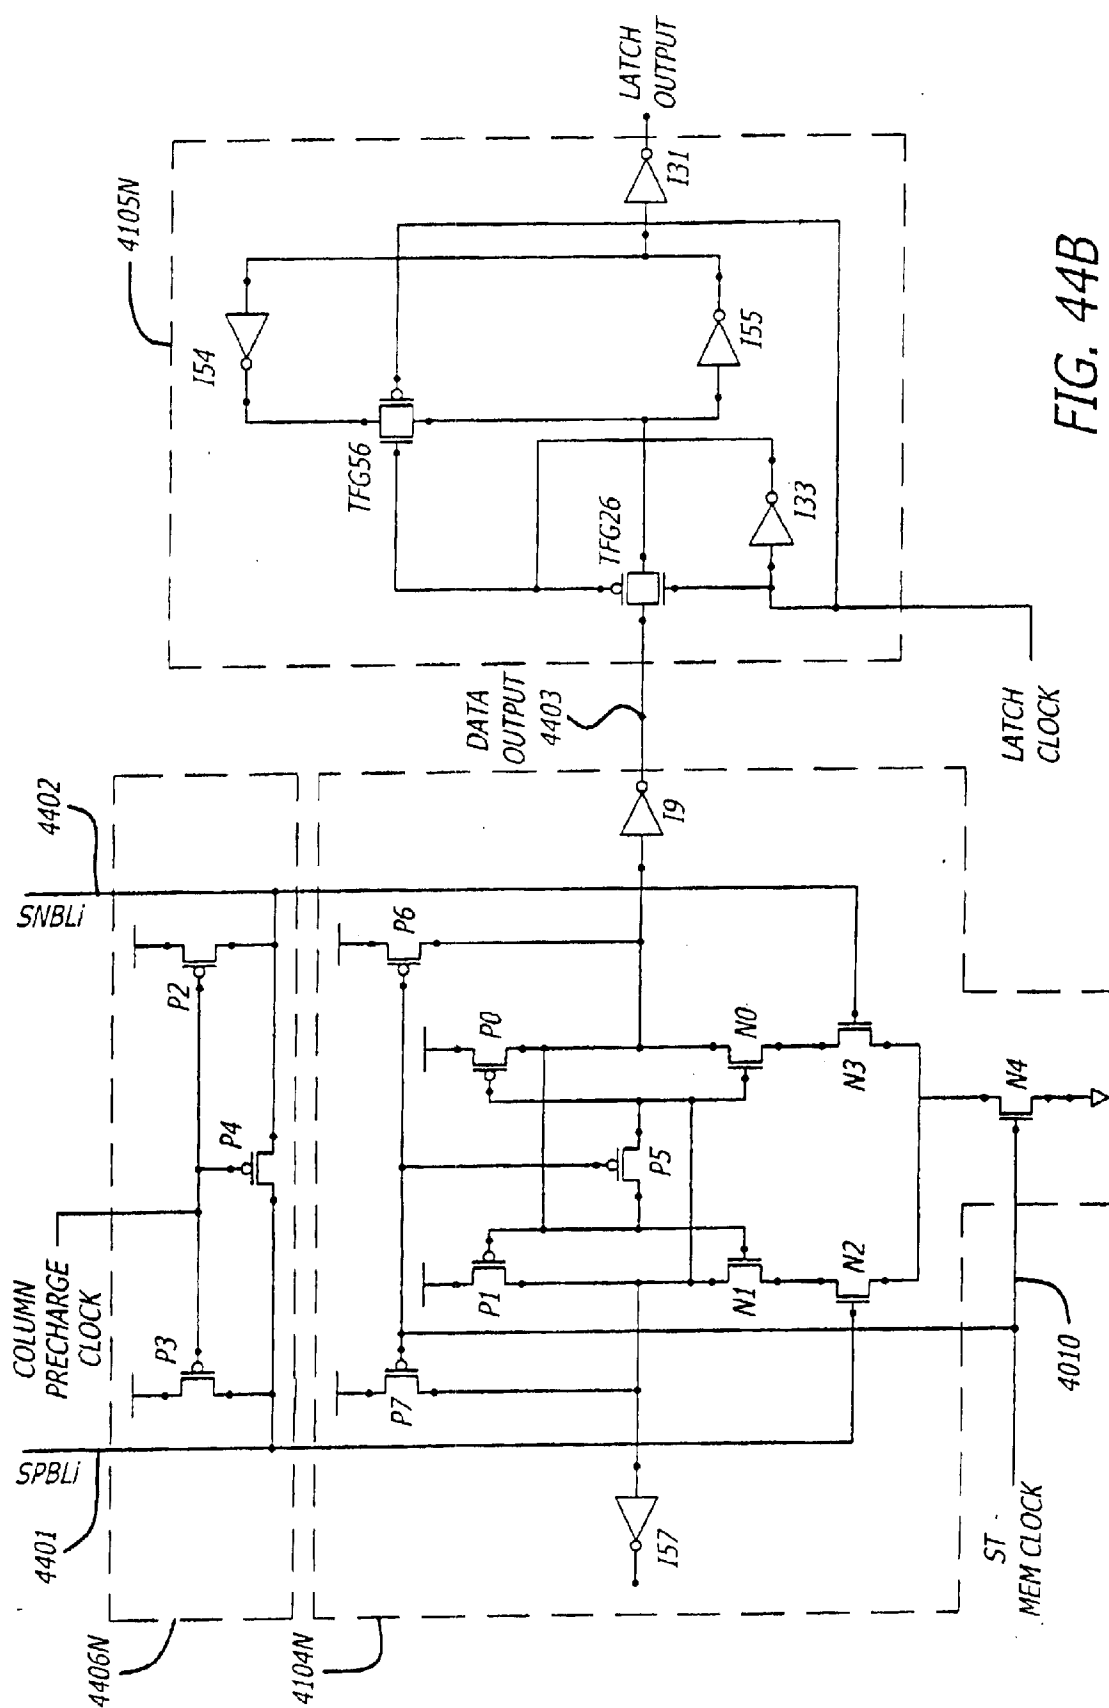 4406N
4401
SPBLi
COLUMN
PRECHARGE
CLOCK
SNBLi
4402
P3
P4
P2
4104N
P7
P6
P1
P0
P5
I57
N1
N0
N2
N3
N4
I9
ST
MEM CLOCK
4010
DATA
OUTPUT
4403
4105N
I54
TFG56
TFG26
I33
I55
I31
LATCH
OUTPUT
LATCH
CLOCK
FIG. 44B